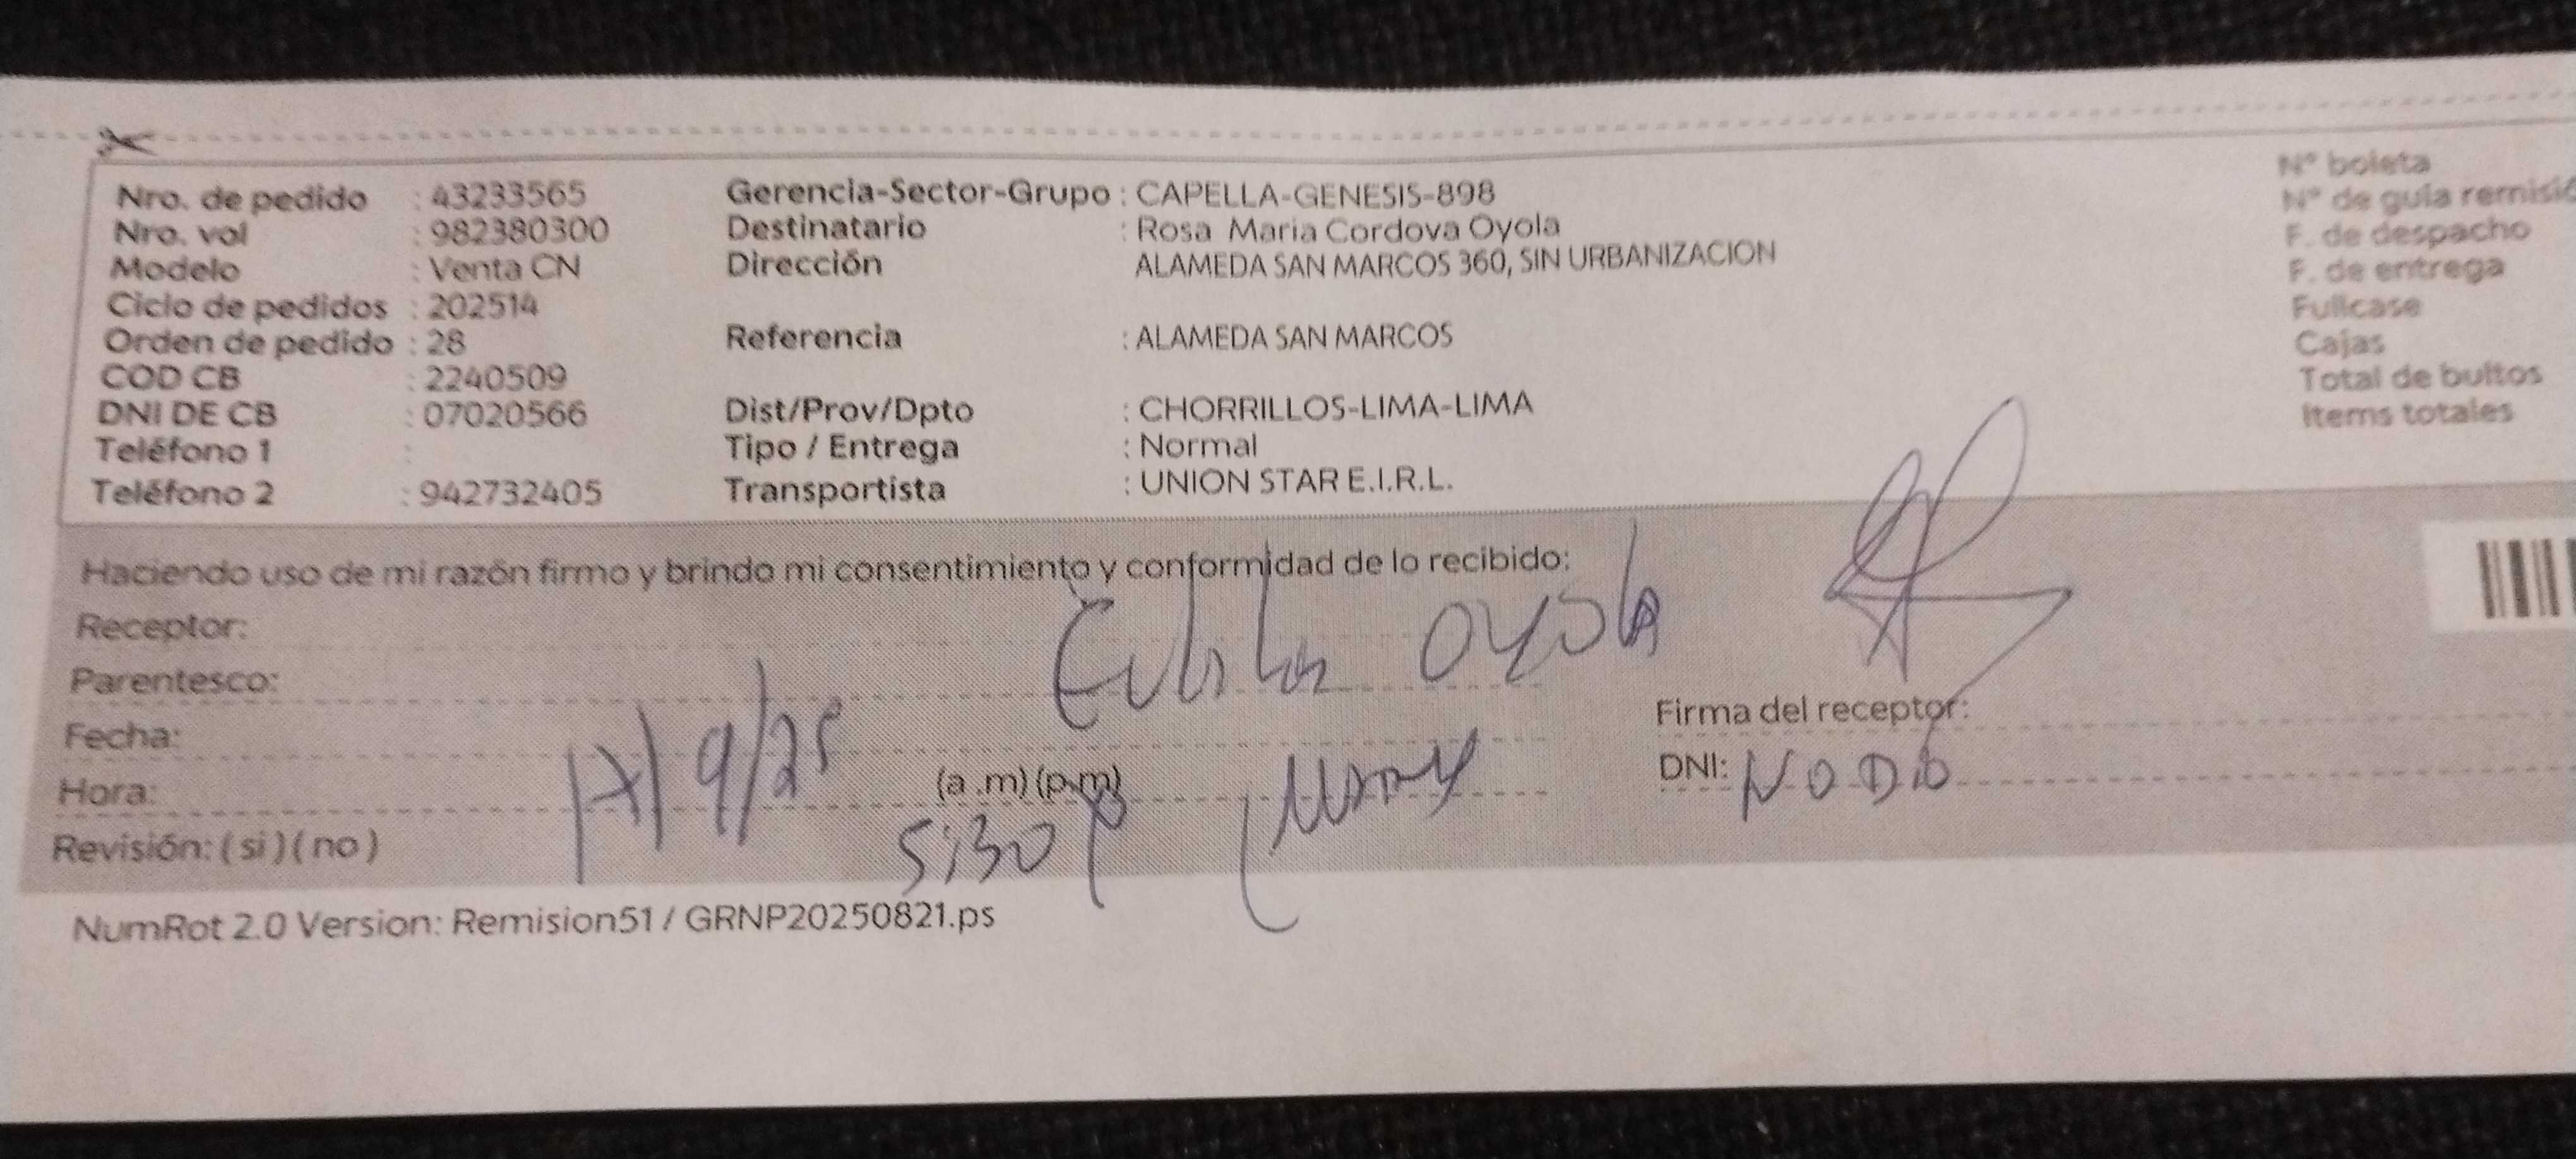 Nro. de pedido : 43233565 Gerencia-Sector-Grupo : CAPELLA-GENESIS-898 Nº boleta
Nro. vol : 982380300 Destinatario : Rosa Maria Cordova Oyola Nº de guía remisió
Modelo : Venta CN Dirección ALAMEDA SAN MARCOS 360, SIN URBANIZACION F. de despacho
Ciclo de pedidos : 202514 F. de entrega
Orden de pedido : 28 Referencia : ALAMEDA SAN MARCOS Fullcase
COD CB : 2240509 Cajas
DNI DE CB : 07020566 Dist/Prov/Dpto : CHORRILLOS-LIMA-LIMA Total de bultos
Teléfono 1 : Tipo / Entrega : Normal Items totales
Teléfono 2 : 942732405 Transportista : UNION STAR E.I.R.L.
Haciendo uso de mi razón firmo y brindo mi consentimiento y conformidad de lo recibido:
Receptor: oyola
Parentesco:
Firma del receptor:
Fecha: 17/9/25
Hora: (a .m) (p.m) DNI: NO DIO
5:30 p
Revisión: ( si ) ( no )
NumRot 2.0 Version: Remision51 / GRNP20250821.ps